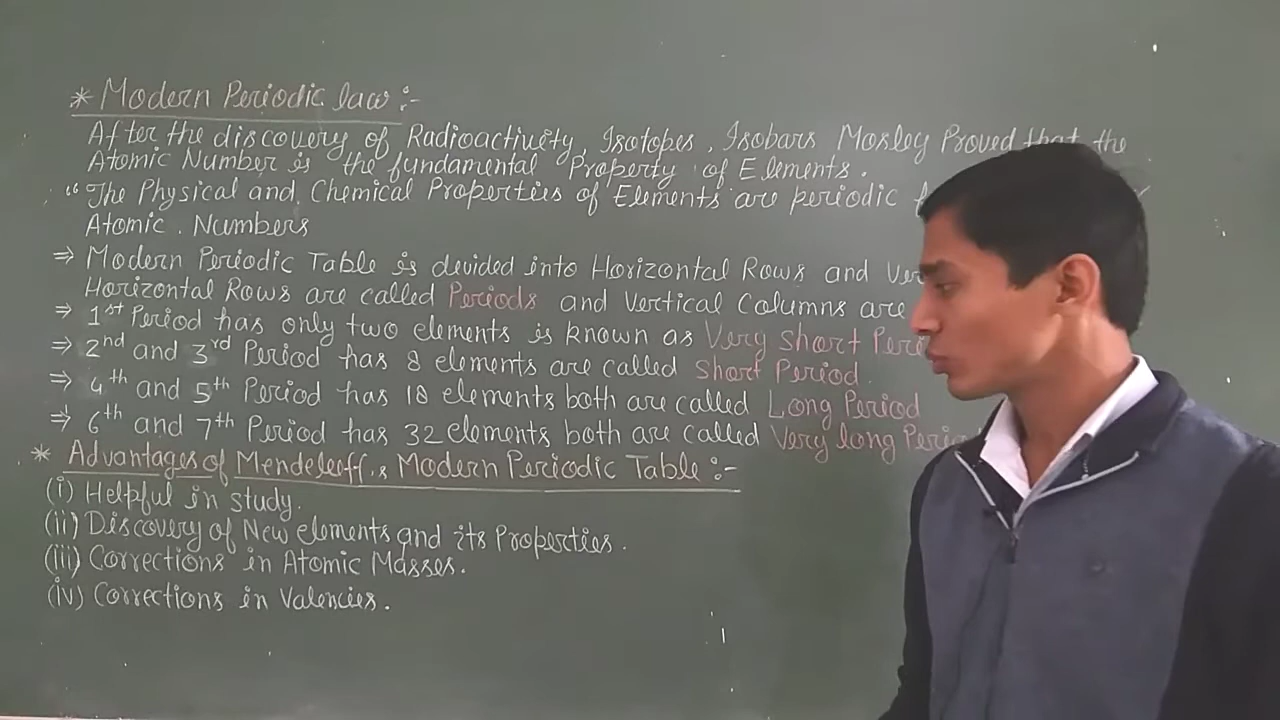 * Modern Periodic law :-
After the discovery of Radioactivity, Isotopes, Isobars Mosley Proved that the
Atomic Number is the fundamental Property of Elements.
"The Physical and Chemical Properties of Elements are periodic
Atomic. Numbers
⇒ Modern Periodic Table is devided into Horizontal Rows and Ver
Horizontal Rows are called Periods and Vertical Columns are
⇒ 1st Period has only two elements is known as Very Short Peri
⇒ 2nd and 3rd Period has 8 elements are called Short Period.
⇒ 4th and 5th Period has 18 elements both are called Long Period
⇒ 6th and 7th Period has 32 elements both are called Very long Perio
* Advantages of Mendeleeff,s Modern Periodic Table :-
(i) Helpful in study.
(ii) Discovery of New elements and its Properties.
(iii) Corrections in Atomic Masses.
(iv) Corrections in Valencies.